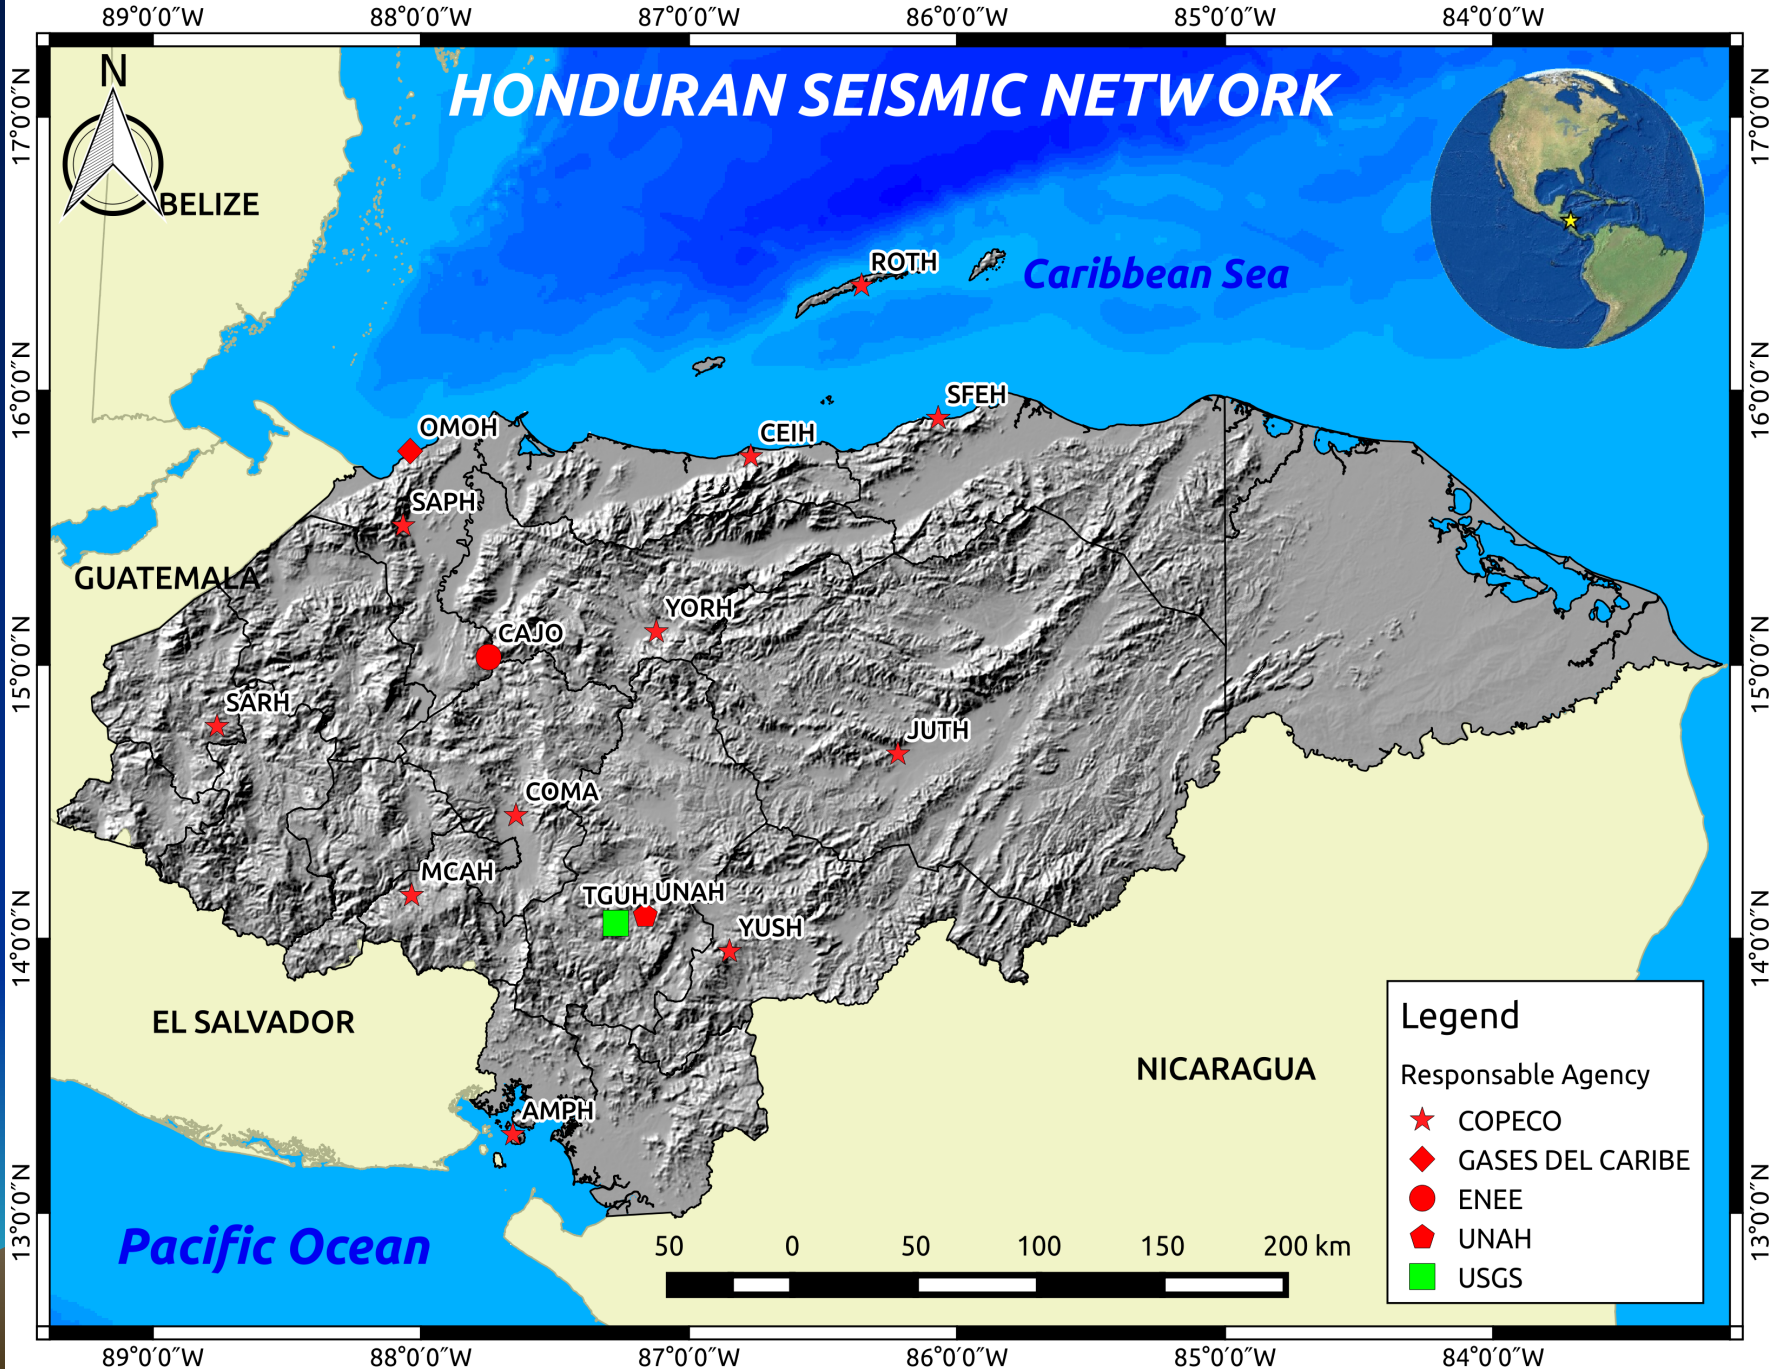 89°0′0″W 88°0′0″W 87°0′0″W 86°0′0″W 85°0′0″W 84°0′0″W
N
HONDURAN SEISMIC NETWORK
17°0′0″N
17°0′0″N
BELIZE
ROTH
Caribbean Sea
16°0′0″N
16°0′0″N
SFEH
OMOH
CEIH
SAPH
GUATEMALA
YORH
CAJO
15°0′0″N
15°0′0″N
SARH
JUTH
COMA
MCAH
TGUH UNAH
YUSH
14°0′0″N
14°0′0″N
EL SALVADOR
NICARAGUA
AMPH
Legend
Responsable Agency
COPECO
GASES DEL CARIBE
ENEE
UNAH
USGS
13°0′0″N
13°0′0″N
Pacific Ocean
50 0 50 100 150 200 km
89°0′0″W 88°0′0″W 87°0′0″W 86°0′0″W 85°0′0″W 84°0′0″W